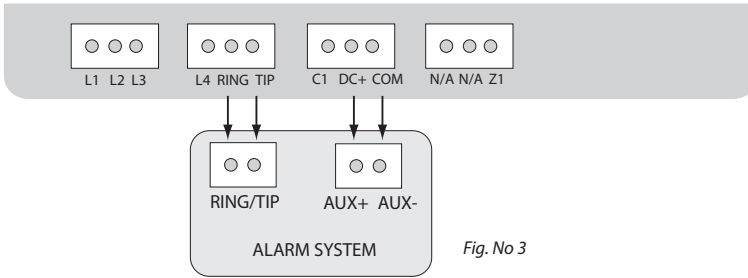 L1 L2 L3 L4 RING TIP C1 DC+ COM N/A N/A Z1
RING/TIP AUX+ AUX-
ALARM SYSTEM Fig. No 3